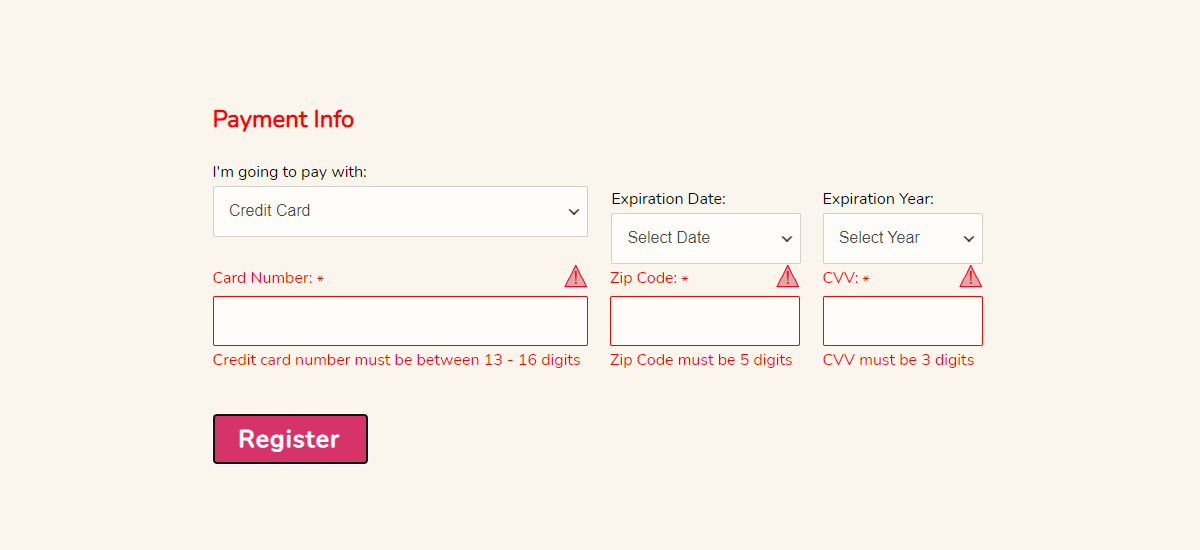 Payment Info
I'm going to pay with:
Credit Card
Expiration Date:
Select Date
Expiration Year:
Select Year
Card Number: *
Zip Code: *
CVV: *
Credit card number must be between 13 - 16 digits
Zip Code must be 5 digits
CVV must be 3 digits
Register